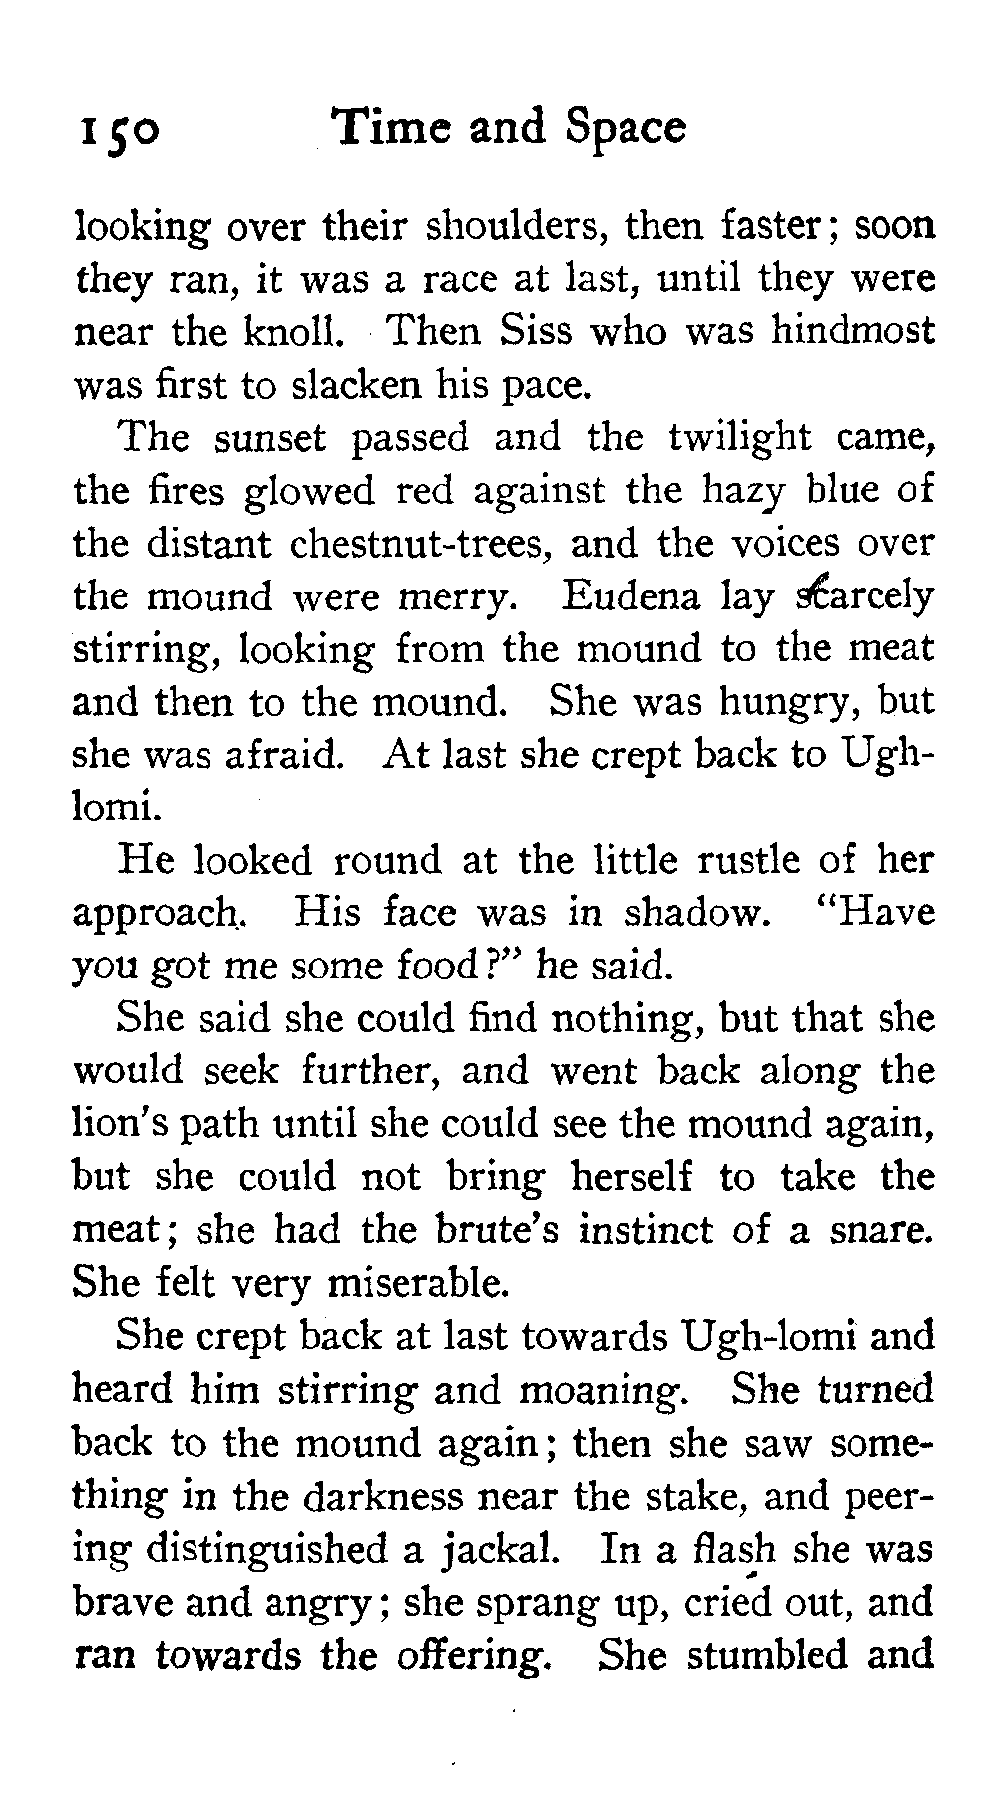 150 Time and Space
looking over their shoulders, then faster; soon
they ran, it was a race at last, until they were
near the knoll. Then Siss who was hindmost
was first to slacken his pace.
The sunset passed and the twilight came,
the fires glowed red against the hazy blue of
the distant chestnut-trees, and the voices over
the mound were merry. Eudena lay scarcely
stirring, looking from the mound to the meat
and then to the mound. She was hungry, but
she was afraid. At last she crept back to Ugh-
lomi.
He looked round at the little rustle of her
approach. His face was in shadow. "Have
you got me some food?" he said.
She said she could find nothing, but that she
would seek further, and went back along the
lion's path until she could see the mound again,
but she could not bring herself to take the
meat; she had the brute's instinct of a snare.
She felt very miserable.
She crept back at last towards Ugh-lomi and
heard him stirring and moaning. She turned
back to the mound again; then she saw some-
thing in the darkness near the stake, and peer-
ing distinguished a jackal. In a flash she was
brave and angry; she sprang up, cried out, and
ran towards the offering. She stumbled and